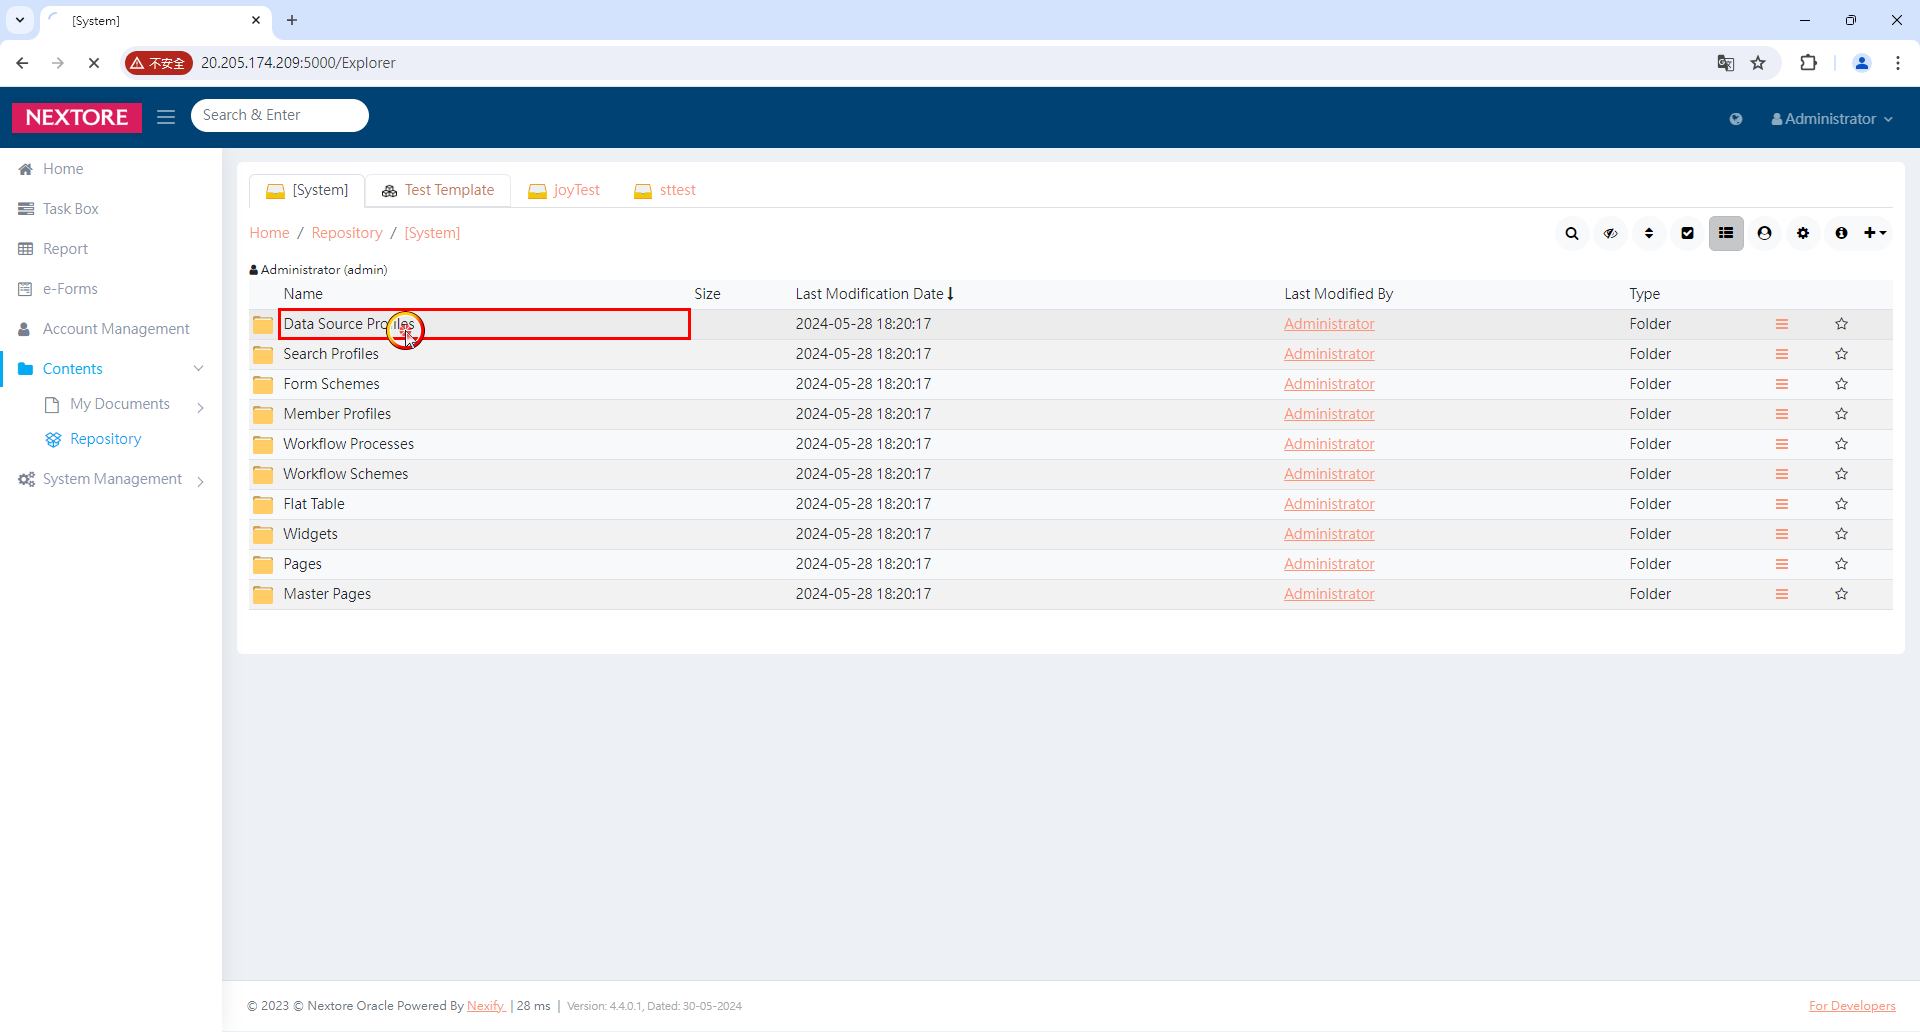 [System]
不安全
20.205.174.209:5000/Explorer
NEXTORE
Search & Enter
Administrator
Home
Task Box
Report
e-Forms
Account Management
Contents
My Documents
Repository
System Management
[System] Test Template joyTest sttest
Home / Repository / [System]
Administrator (admin)
Name Size Last Modification Date Last Modified By Type
Data Source Profiles 2024-05-28 18:20:17 Administrator Folder
Search Profiles 2024-05-28 18:20:17 Administrator Folder
Form Schemes 2024-05-28 18:20:17 Administrator Folder
Member Profiles 2024-05-28 18:20:17 Administrator Folder
Workflow Processes 2024-05-28 18:20:17 Administrator Folder
Workflow Schemes 2024-05-28 18:20:17 Administrator Folder
Flat Table 2024-05-28 18:20:17 Administrator Folder
Widgets 2024-05-28 18:20:17 Administrator Folder
Pages 2024-05-28 18:20:17 Administrator Folder
Master Pages 2024-05-28 18:20:17 Administrator Folder
© 2023 © Nextore Oracle Powered By Nexify | 28 ms | Version: 4.4.0.1, Dated: 30-05-2024
For Developers